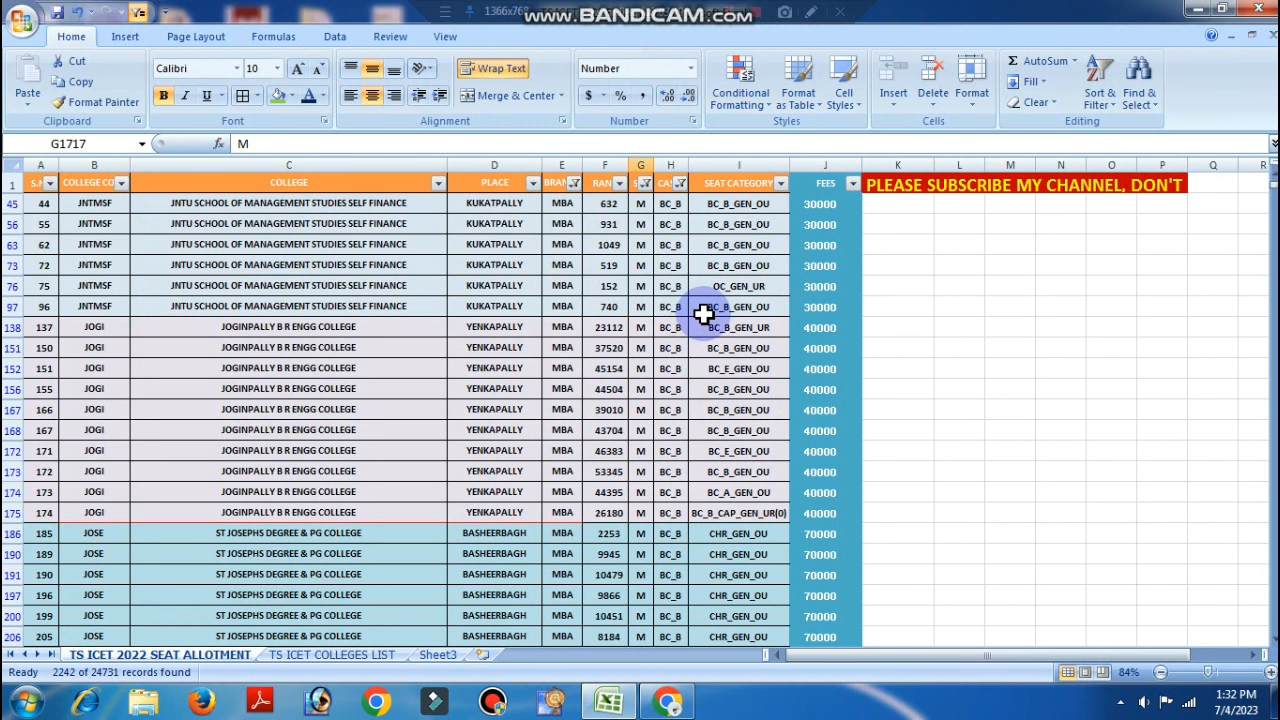 1366x768
www.BANDICAM.com
Home Insert Page Layout Formulas Data Review View
Cut Calibri 10 Wrap Text Number AutoSum
Copy Fill
Paste Format Painter Merge & Center Conditional Formatting Format as Table Cell Styles Insert Delete Format Clear Sort & Filter Find & Select
Clipboard Font Alignment Number Styles Cells Editing
G1717 fx M
A B C D E F G H I J K L M N O P Q R
1 COLLEGE CO COLLEGE PLACE BRAN RAN CAS SEAT CATEGORY FEES PLEASE SUBSCRIBE MY CHANNEL, DON'T
45 44 JNTMSF JNTU SCHOOL OF MANAGEMENT STUDIES SELF FINANCE KUKATPALLY MBA 632 M BC_B BC_B_GEN_OU 30000
56 55 JNTMSF JNTU SCHOOL OF MANAGEMENT STUDIES SELF FINANCE KUKATPALLY MBA 931 M BC_B BC_B_GEN_OU 30000
63 62 JNTMSF JNTU SCHOOL OF MANAGEMENT STUDIES SELF FINANCE KUKATPALLY MBA 1049 M BC_B BC_B_GEN_OU 30000
73 72 JNTMSF JNTU SCHOOL OF MANAGEMENT STUDIES SELF FINANCE KUKATPALLY MBA 519 M BC_B BC_B_GEN_OU 30000
76 75 JNTMSF JNTU SCHOOL OF MANAGEMENT STUDIES SELF FINANCE KUKATPALLY MBA 152 M BC_B OC_GEN_UR 30000
97 96 JNTMSF JNTU SCHOOL OF MANAGEMENT STUDIES SELF FINANCE KUKATPALLY MBA 740 M BC_B BC_B_GEN_OU 30000
138 137 JOGI JOGINPALLY B R ENGG COLLEGE YENKAPALLY MBA 23112 M BC_B BC_B_GEN_UR 40000
151 150 JOGI JOGINPALLY B R ENGG COLLEGE YENKAPALLY MBA 37520 M BC_B BC_B_GEN_OU 40000
152 151 JOGI JOGINPALLY B R ENGG COLLEGE YENKAPALLY MBA 45154 M BC_B BC_E_GEN_OU 40000
156 155 JOGI JOGINPALLY B R ENGG COLLEGE YENKAPALLY MBA 44504 M BC_B BC_B_GEN_OU 40000
167 166 JOGI JOGINPALLY B R ENGG COLLEGE YENKAPALLY MBA 39010 M BC_B BC_B_GEN_OU 40000
168 167 JOGI JOGINPALLY B R ENGG COLLEGE YENKAPALLY MBA 43704 M BC_B BC_B_GEN_OU 40000
172 171 JOGI JOGINPALLY B R ENGG COLLEGE YENKAPALLY MBA 46383 M BC_B BC_E_GEN_OU 40000
173 172 JOGI JOGINPALLY B R ENGG COLLEGE YENKAPALLY MBA 53345 M BC_B BC_B_GEN_OU 40000
174 173 JOGI JOGINPALLY B R ENGG COLLEGE YENKAPALLY MBA 44395 M BC_B BC_A_GEN_OU 40000
175 174 JOGI JOGINPALLY B R ENGG COLLEGE YENKAPALLY MBA 26180 M BC_B BC_B_CAP_GEN_UR(0) 40000
186 185 JOSE ST JOSEPHS DEGREE & PG COLLEGE BASHEERBAGH MBA 2253 M BC_B CHR_GEN_OU 70000
190 189 JOSE ST JOSEPHS DEGREE & PG COLLEGE BASHEERBAGH MBA 9945 M BC_B CHR_GEN_OU 70000
191 190 JOSE ST JOSEPHS DEGREE & PG COLLEGE BASHEERBAGH MBA 10479 M BC_B CHR_GEN_OU 70000
197 196 JOSE ST JOSEPHS DEGREE & PG COLLEGE BASHEERBAGH MBA 9866 M BC_B CHR_GEN_OU 70000
200 199 JOSE ST JOSEPHS DEGREE & PG COLLEGE BASHEERBAGH MBA 10451 M BC_B CHR_GEN_OU 70000
206 205 JOSE ST JOSEPHS DEGREE & PG COLLEGE BASHEERBAGH MBA 8184 M BC_B CHR_GEN_OU 70000
TS ICET 2022 SEAT ALLOTMENT TS ICET COLLEGES LIST Sheet3
Ready 2242 of 24731 records found 84%
1:32 PM
7/4/2023